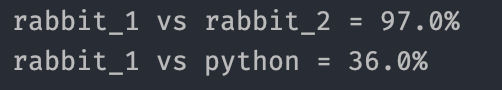 rabbit_1 vs rabbit_2 = 97.0%
rabbit_1 vs python = 36.0%